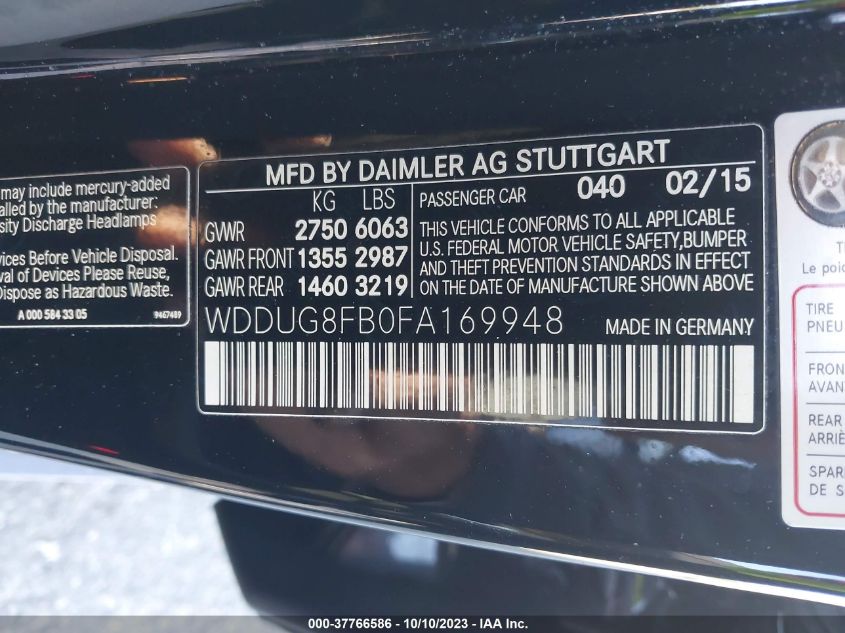 may include mercury-added
alled by the manufacturer.
sity Discharge Headlamps
ices Before Vehicle Disposal.
val of Devices Please Reuse,
Dispose as Hazardous Waste.
A 000 584 33 05 9467489
MFD BY DAIMLER AG STUTTGART
KG LBS
GVWR 2750 6063
GAWR FRONT 1355 2987
GAWR REAR 1460 3219
PASSENGER CAR 040 02/15
THIS VEHICLE CONFORMS TO ALL APPLICABLE
U.S. FEDERAL MOTOR VEHICLE SAFETY,BUMPER
AND THEFT PREVENTION STANDARDS IN EFFECT
ON THE DATE OF MANUFACTURE SHOWN ABOVE
WDDUG8FB0FA169948 MADE IN GERMANY
Le poi
TIRE
PNEU
FRON
AVAN
REAR
ARRIÈ
SPAR
DE S
000-37766586 - 10/10/2023 - IAA Inc.